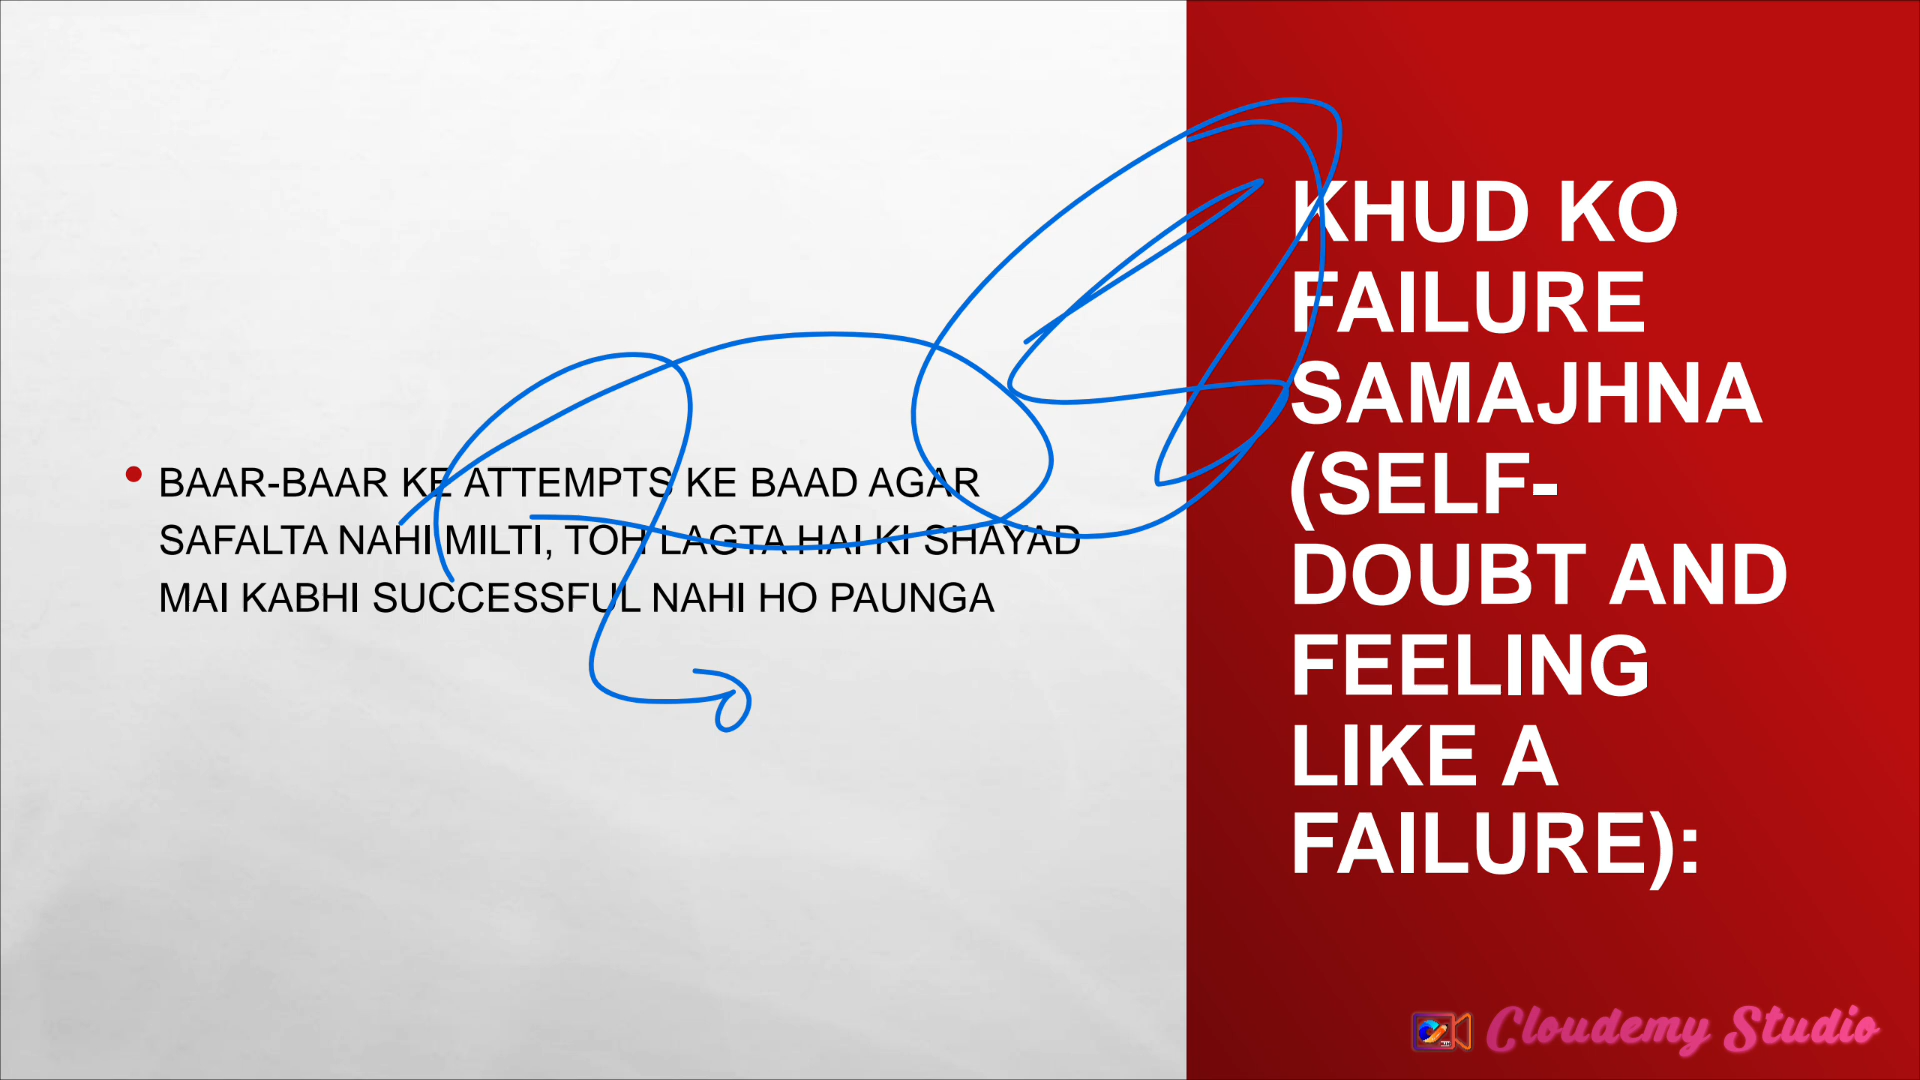 BAAR-BAAR KE ATTEMPTS KE BAAD AGAR
SAFALTA NAHI MILTI, TOH LAGTA HAI KI SHAYAD
MAI KABHI SUCCESSFUL NAHI HO PAUNGA
KHUD KO
FAILURE
SAMAJHNA
(SELF-
DOUBT AND
FEELING
LIKE A
FAILURE):
Cloudemy Studio